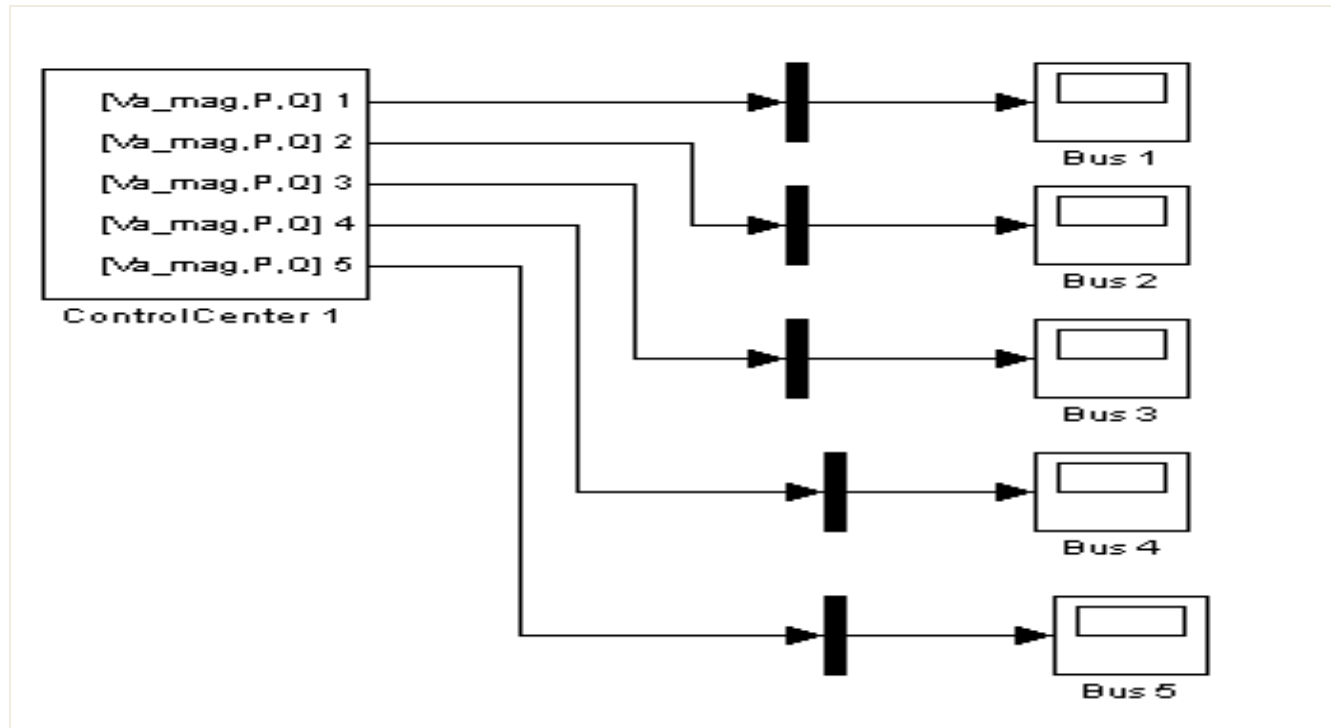 [Va_mag,P,Q] 1
[Va_mag,P,Q] 2
[Va_mag,P,Q] 3
[Va_mag,P,Q] 4
[Va_mag,P,Q] 5
ControlCenter 1
Bus 1
Bus 2
Bus 3
Bus 4
Bus 5